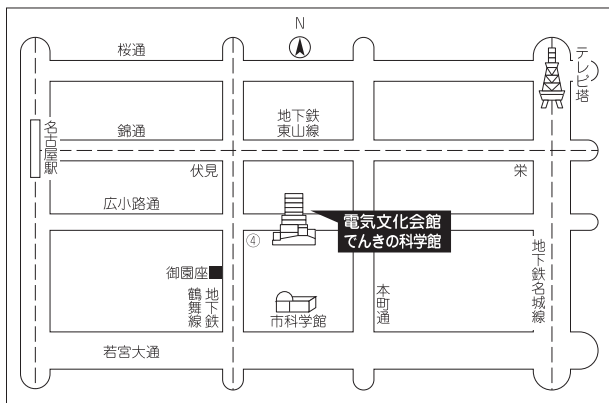 N
桜通
テレビ塔
地下鉄
東山線
錦通
名古屋駅
伏見
栄
広小路通
電気文化会館
でんきの科学館
④
御園座
地下鉄
鶴舞線
市科学館
本町通
地下鉄名城線
若宮大通